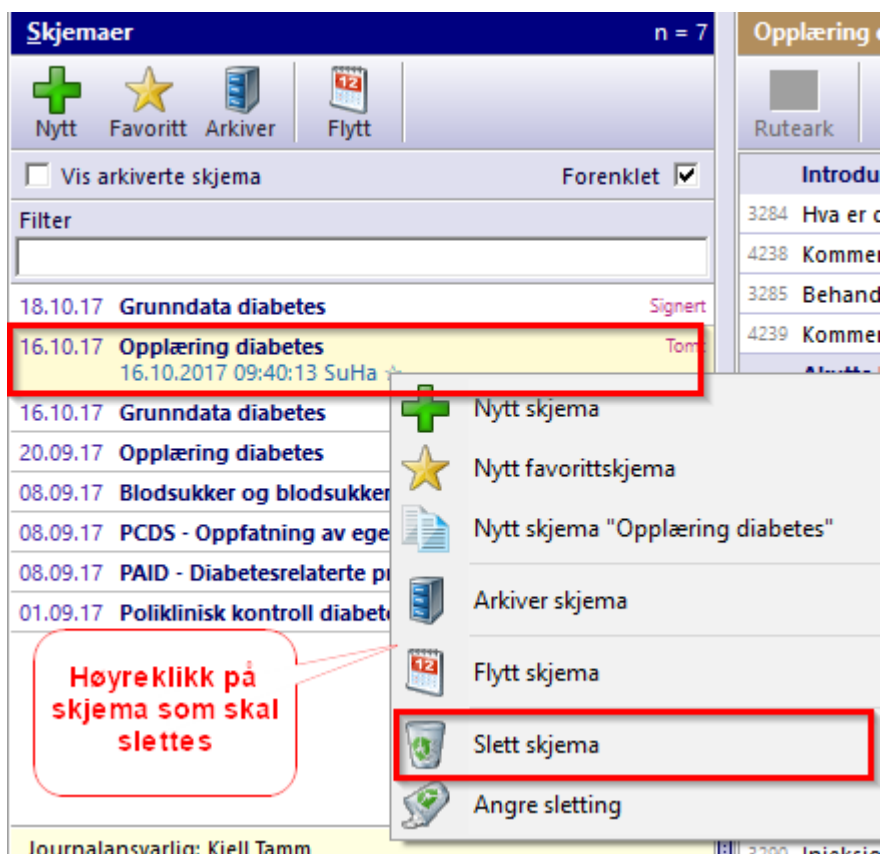 Skjemaer n = 7
Nytt Favoritt Arkiver Flytt
Vis arkiverte skjema Forenklet
Filter
18.10.17 Grunndata diabetes Signert
16.10.17 Opplæring diabetes Tomt
16.10.2017 09:40:13 SuHa
16.10.17 Grunndata diabetes
20.09.17 Opplæring diabetes
08.09.17 Blodsukker og blodsukker
08.09.17 PCDS - Oppfatning av ege
08.09.17 PAID - Diabetesrelaterte p
01.09.17 Poliklinisk kontroll diabet
Høyreklikk på
skjema som skal
slettes
Journalansvarlig: Kjell Tamm
Nytt skjema
Nytt favorittskjema
Nytt skjema "Opplæring diabetes"
Arkiver skjema
Flytt skjema
Slett skjema
Angre sletting
Opplæring
12
Ruteark
Introdu
3284 Hva er
4238 Komme
3285 Behand
4239 Komme